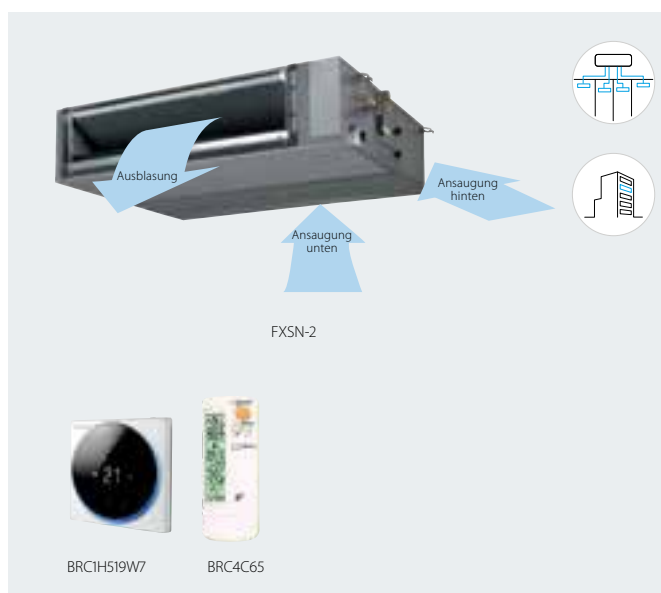 Ausblasung
Ansaugung
hinten
Ansaugung
unten
FXSN-2
21
BRC1H519W7
BRC4C65